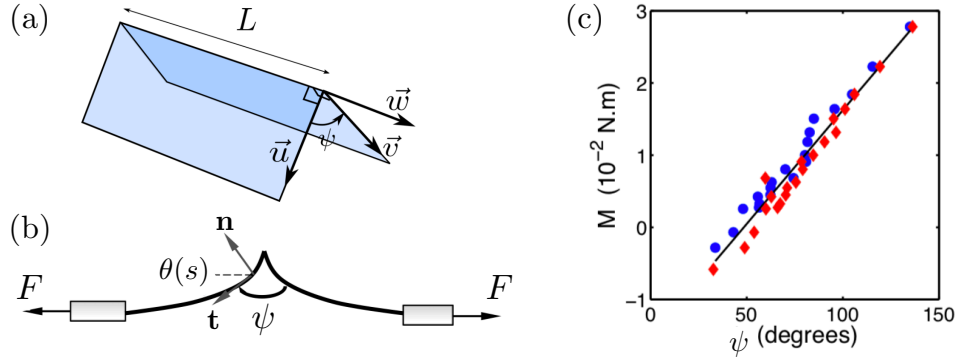 (a)
L
w⃗
ψ
v⃗
u⃗
(b)
n
θ(s)
F
F
t
ψ
(c)
M (10⁻² N.m)
3
2
1
0
−1
0
50
100
150
ψ (degrees)